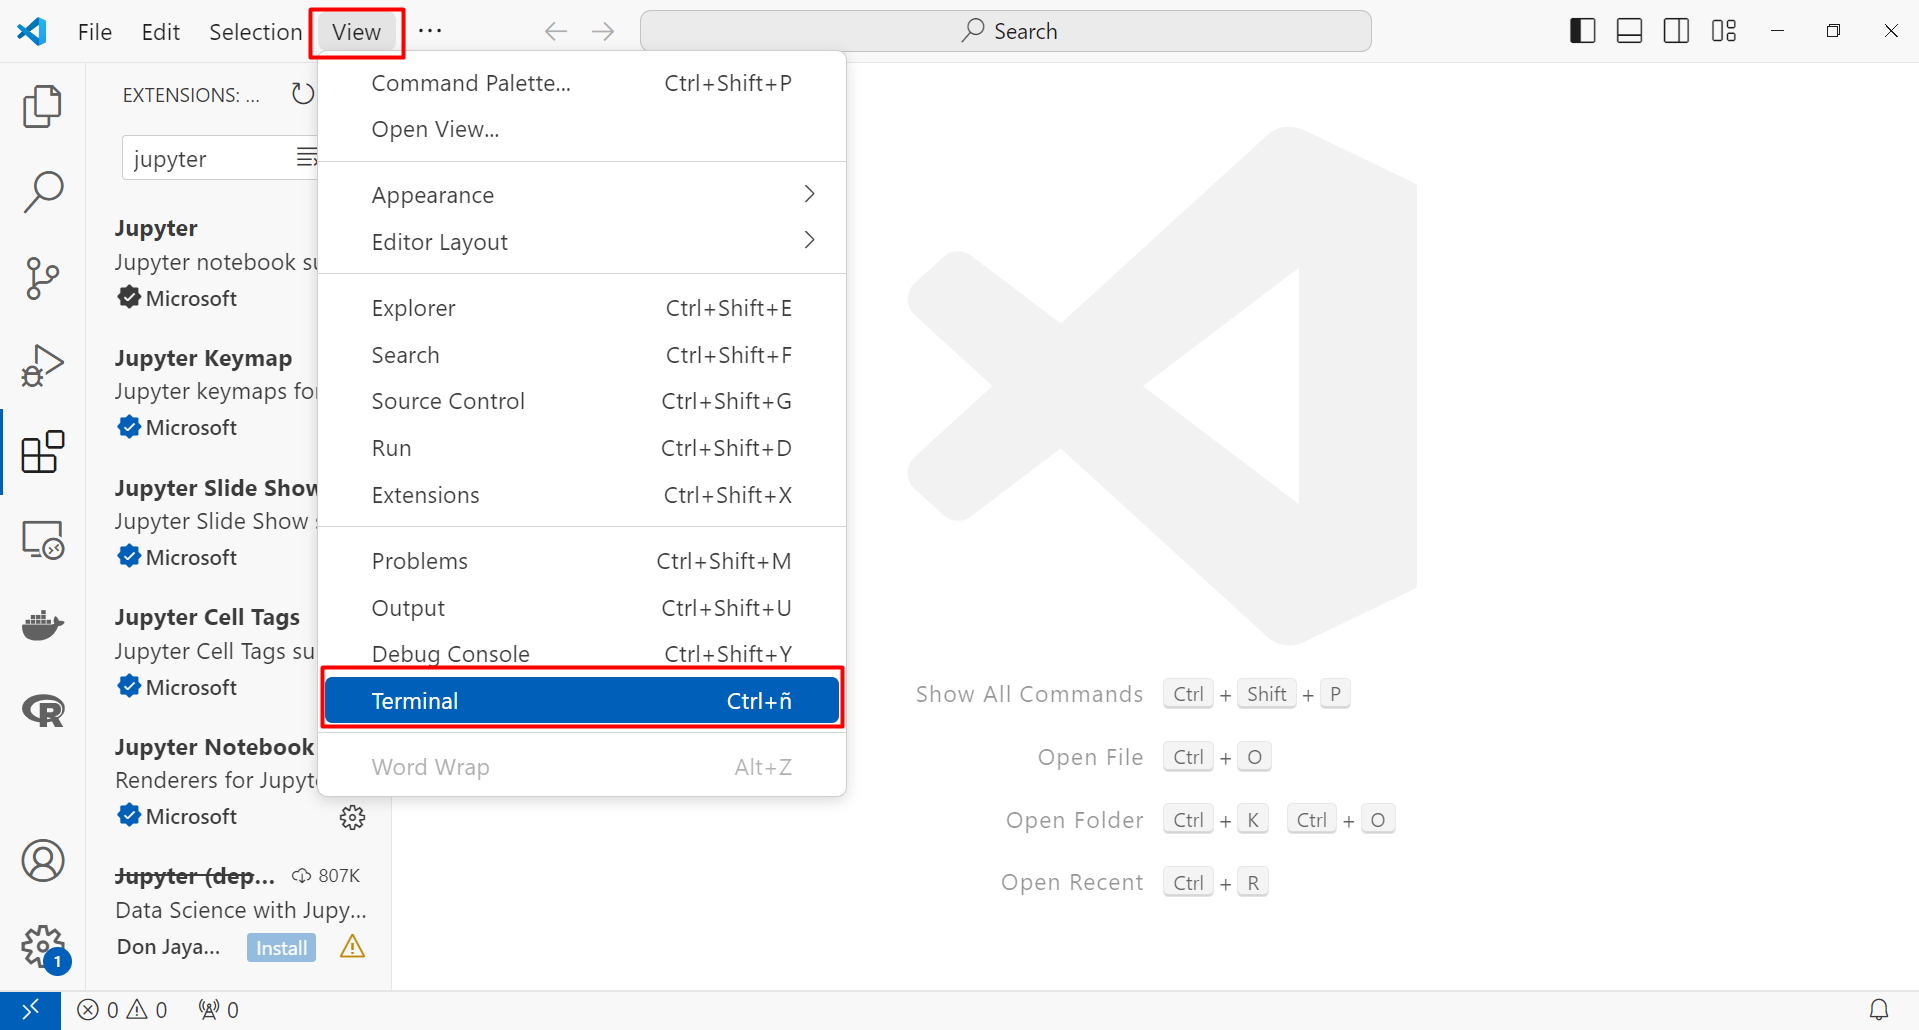 File Edit Selection View ...
Search
EXTENSIONS: ...
jupyter
Jupyter
Jupyter notebook su
Microsoft
Jupyter Keymap
Jupyter keymaps for
Microsoft
Jupyter Slide Show
Jupyter Slide Show s
Microsoft
Jupyter Cell Tags
Jupyter Cell Tags su
Microsoft
Jupyter Notebook
Renderers for Jupyte
Microsoft
Jupyter (dep... 807K
Data Science with Jupy...
Don Jaya... Install
Command Palette... Ctrl+Shift+P
Open View...
Appearance
Editor Layout
Explorer Ctrl+Shift+E
Search Ctrl+Shift+F
Source Control Ctrl+Shift+G
Run Ctrl+Shift+D
Extensions Ctrl+Shift+X
Problems Ctrl+Shift+M
Output Ctrl+Shift+U
Debug Console Ctrl+Shift+Y
Terminal Ctrl+ñ
Word Wrap Alt+Z
Show All Commands Ctrl + Shift + P
Open File Ctrl + O
Open Folder Ctrl + K Ctrl + O
Open Recent Ctrl + R
R
1
0 0 0